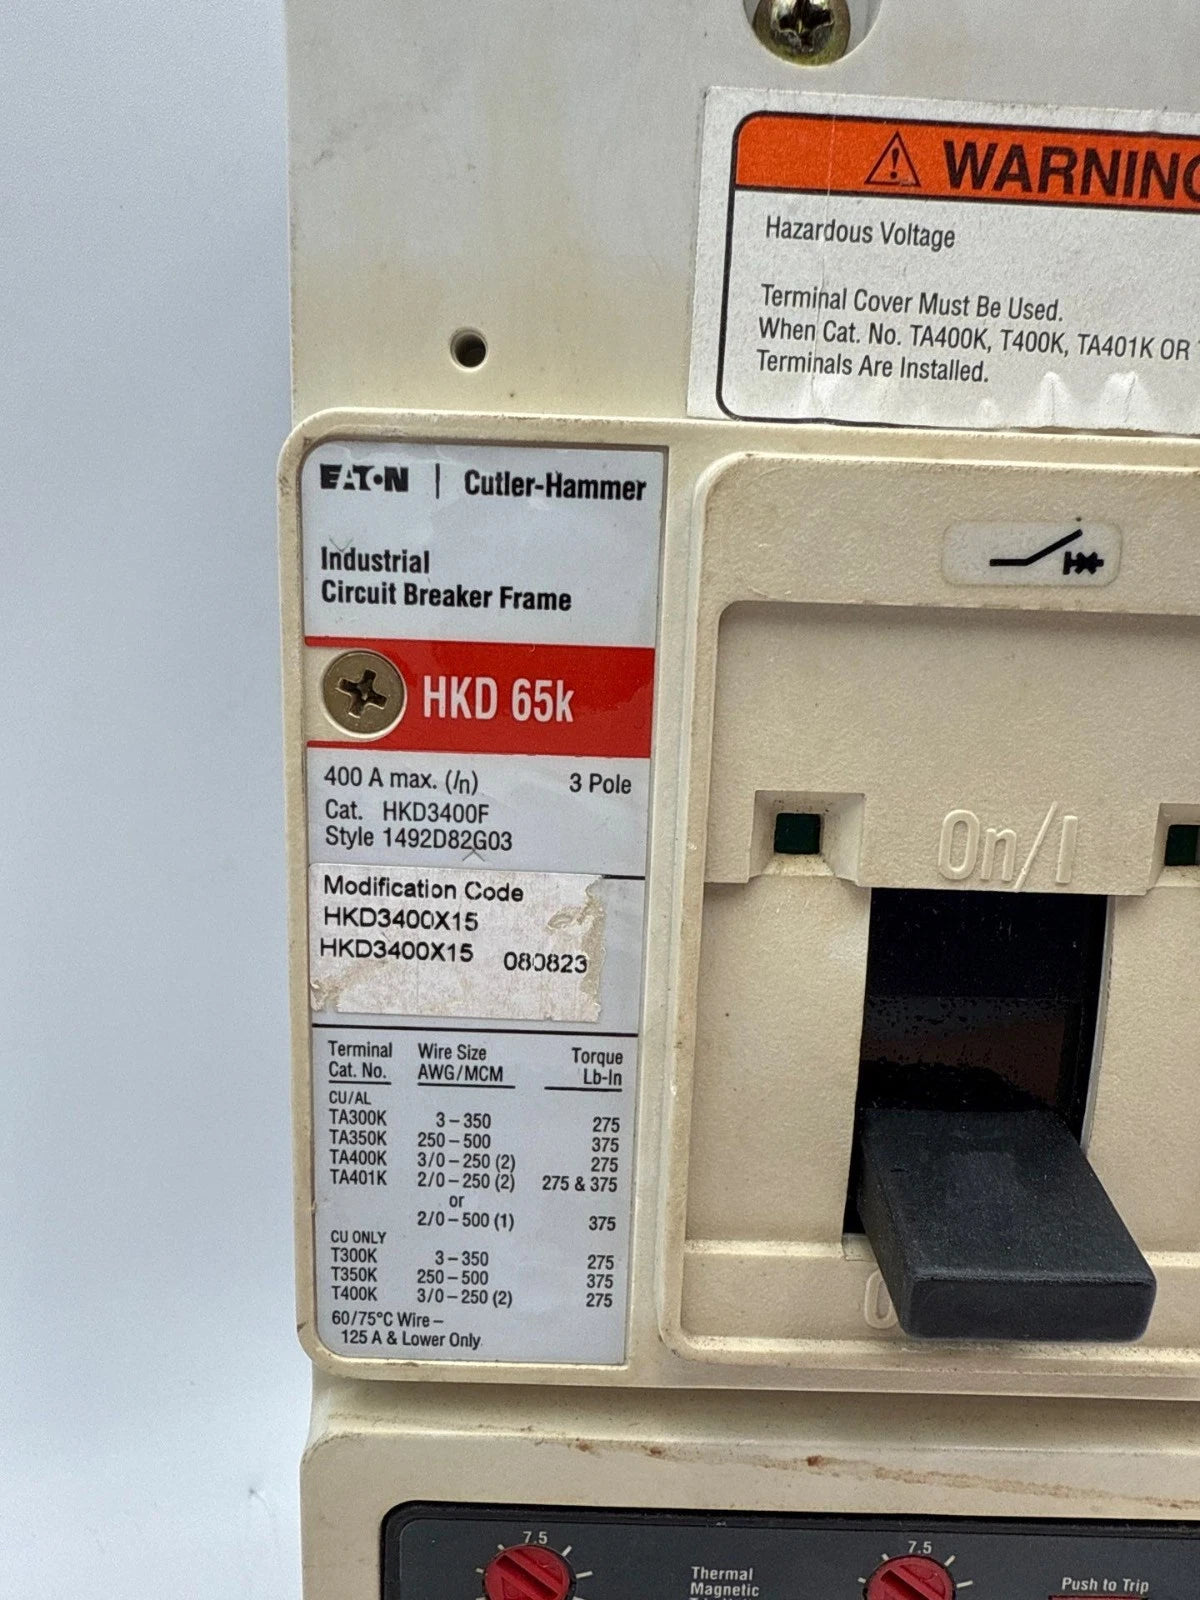 WARNING
Hazardous Voltage
Terminal Cover Must Be Used.
When Cat. No. TA400K, T400K, TA401K OR
Terminals Are Installed.
EATON | Cutler-Hammer
Industrial
Circuit Breaker Frame
HKD 65k
400 A max. (In) 3 Pole
Cat. HKD3400F
Style 1492D82G03
Modification Code
HKD3400X15
HKD3400X15 080823
Terminal Wire Size Torque
Cat. No. AWG/MCM Lb-In
CU/AL
TA300K 3–350 275
TA350K 250–500 375
TA400K 3/0–250 (2) 275
TA401K 2/0–250 (2) 275 & 375
or
2/0–500 (1) 375
CU ONLY
T300K 3–350 275
T350K 250–500 375
T400K 3/0–250 (2) 275
60/75°C Wire –
125 A & Lower Only
On/I
7.5
7.5
Thermal
Magnetic
Push to Trip